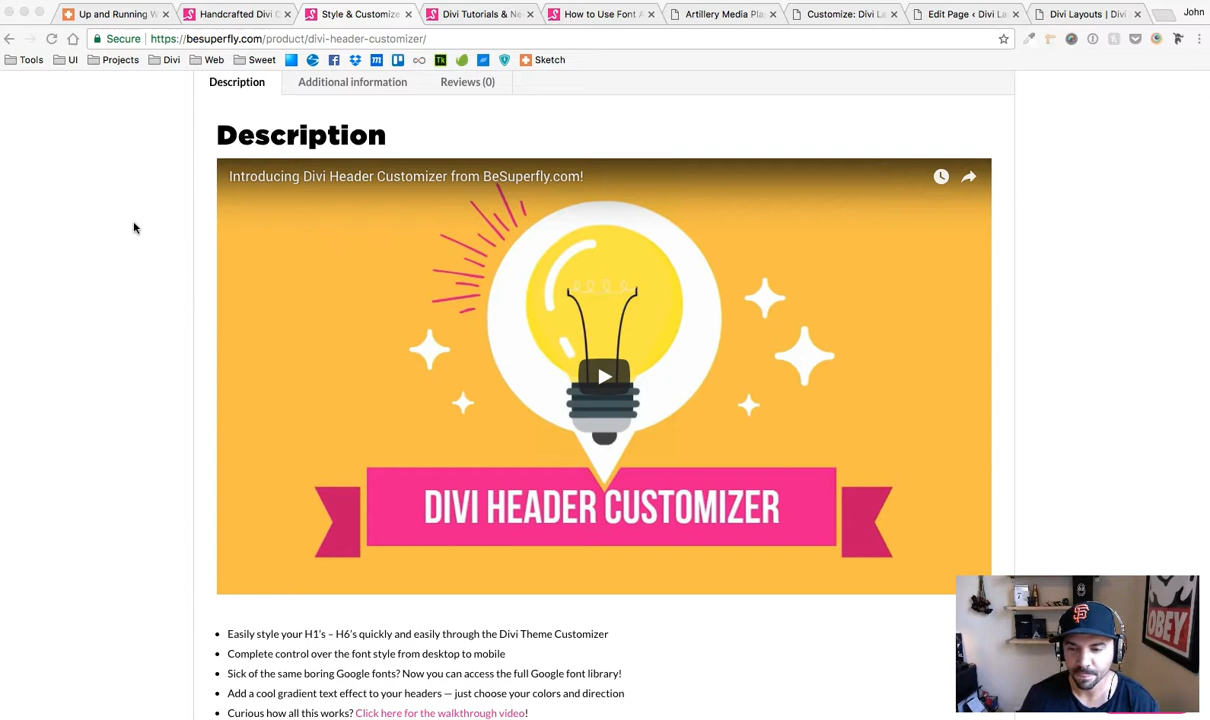 Up and Running W
Handcrafted Divi C
Style & Customize
Divi Tutorials & Ne
How to Use Font A
Artillery Media Pla
Customize: Divi La
Edit Page ‹ Divi La
Divi Layouts | Divi
John
Secure
https://besuperfly.com/product/divi-header-customizer/
Tools
UI
Projects
Divi
Web
Sweet
Sketch
Description
Additional information
Reviews (0)
Description
Introducing Divi Header Customizer from BeSuperfly.com!
DIVI HEADER CUSTOMIZER
Easily style your H1's – H6's quickly and easily through the Divi Theme Customizer
Complete control over the font style from desktop to mobile
Sick of the same boring Google fonts? Now you can access the full Google font library!
Add a cool gradient text effect to your headers — just choose your colors and direction
Curious how all this works? Click here for the walkthrough video!
OBEY
SF